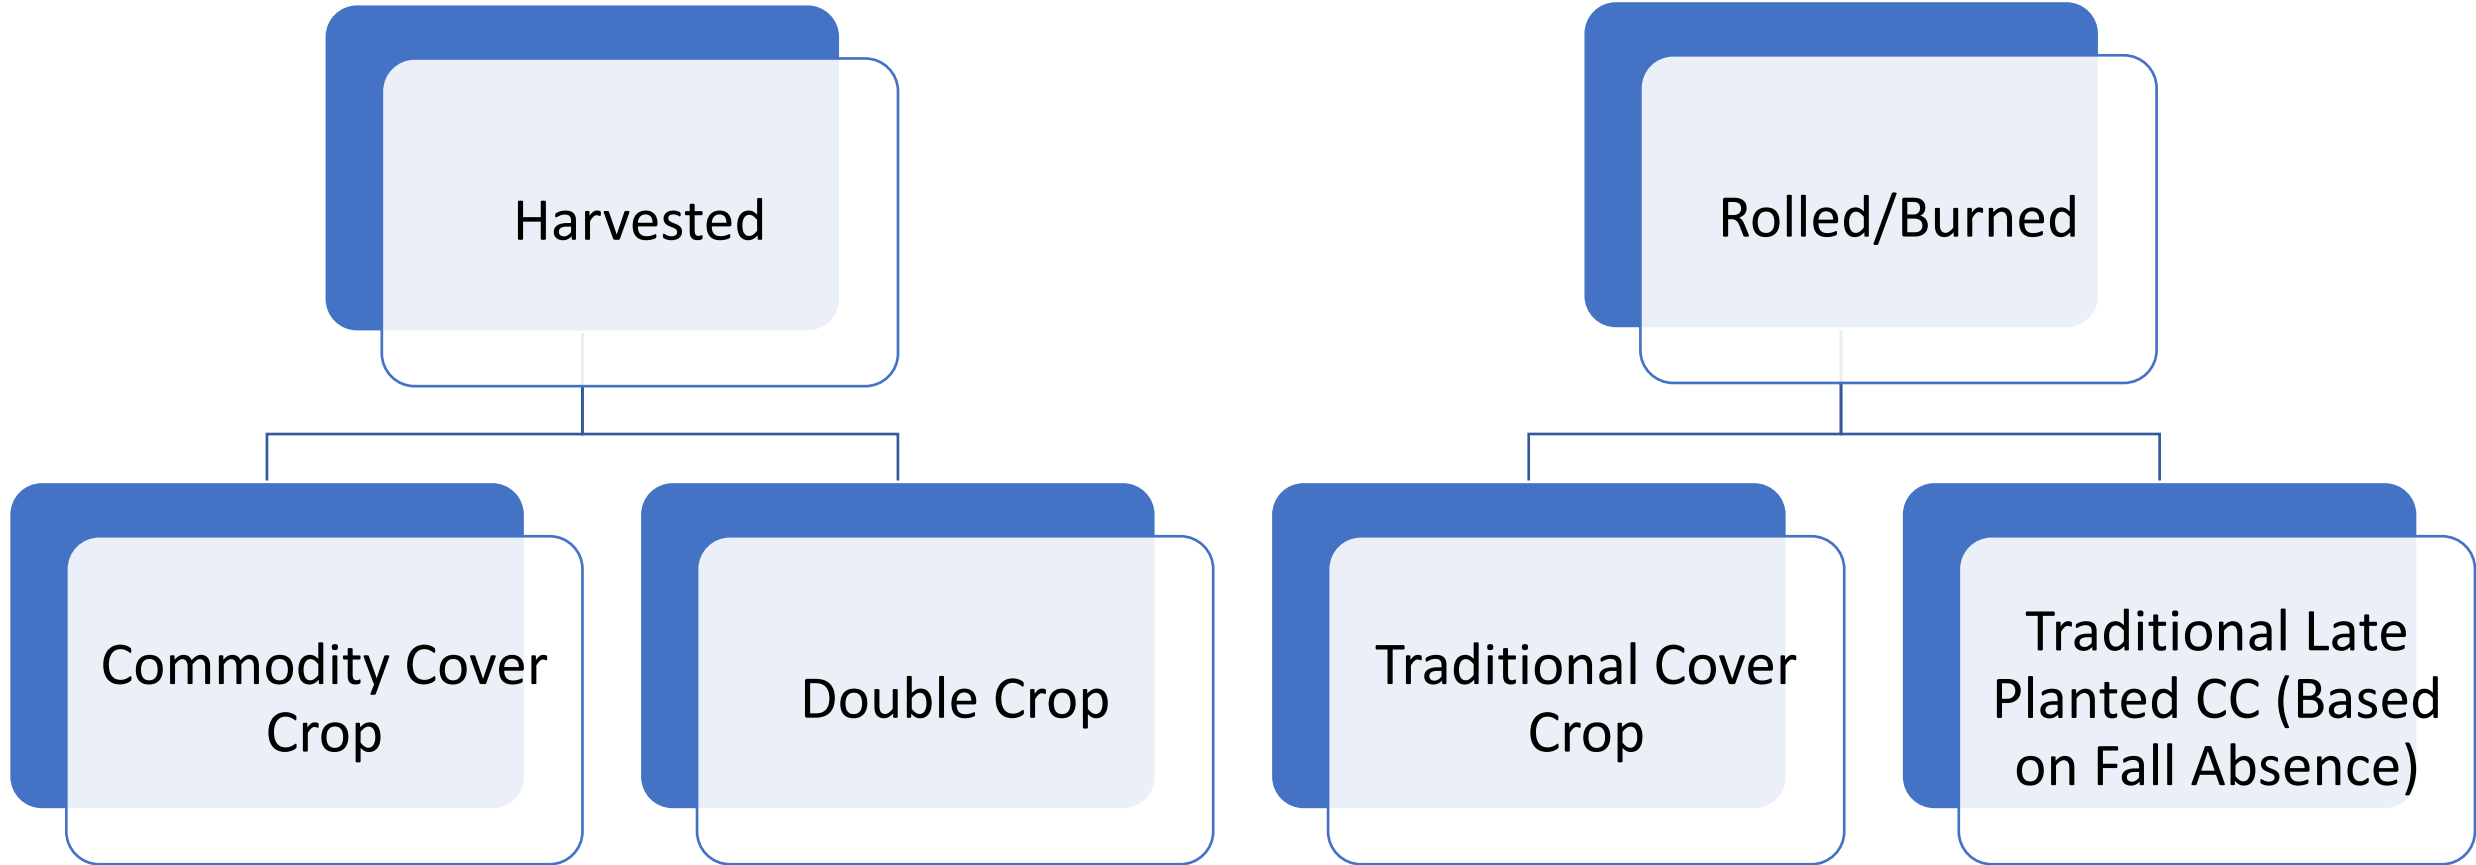 Harvested
Rolled/Burned
Commodity Cover
Crop
Double Crop
Traditional Cover
Crop
Traditional Late
Planted CC (Based
on Fall Absence)